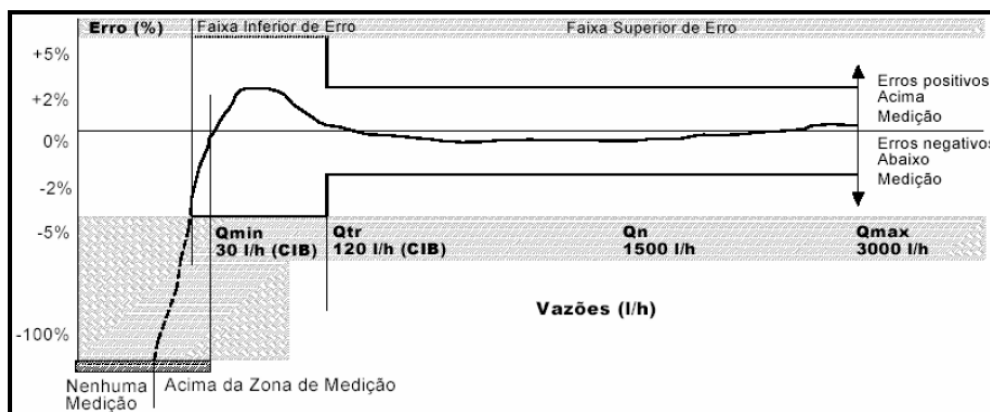 Erro (%) Faixa Inferior de Erro Faixa Superior de Erro
+5%
+2%
0%
-2%
-5%
-100%
Erros positivos
Acima
Medição
Erros negativos
Abaixo
Medição
Qmin Qtr Qn Qmax
30 l/h (CIB) 120 l/h (CIB) 1500 l/h 3000 l/h
Vazões (l/h)
Nenhuma
Medição
Acima da Zona de Medição